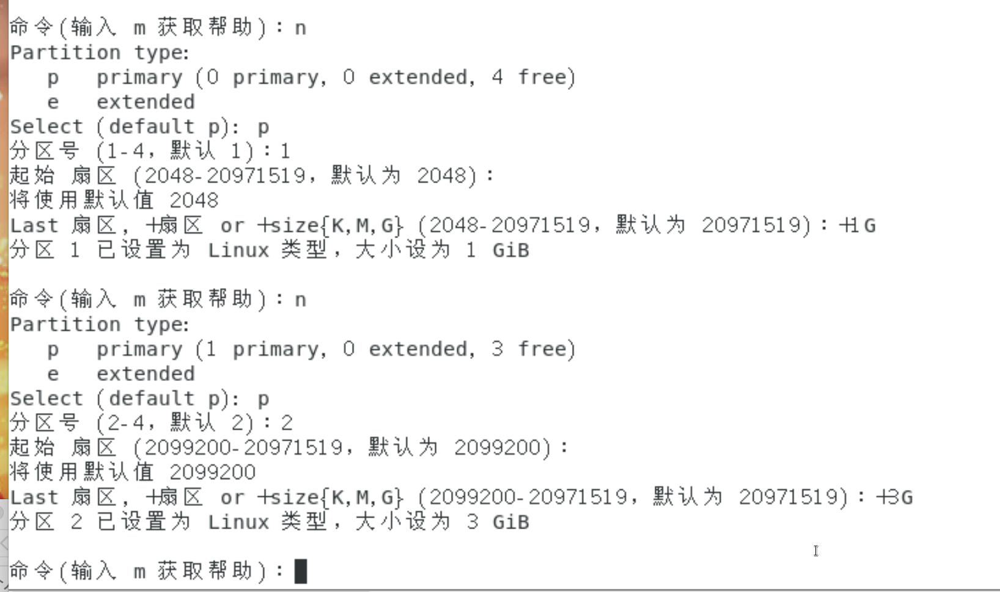 命令(输入 m 获取帮助)：n
Partition type:
   p   primary (0 primary, 0 extended, 4 free)
   e   extended
Select (default p): p
分区号 (1-4，默认 1)：1
起始 扇区 (2048-20971519，默认为 2048)：
将使用默认值 2048
Last 扇区, +扇区 or +size{K,M,G} (2048-20971519，默认为 20971519)：+1G
分区 1 已设置为 Linux 类型，大小设为 1 GiB

命令(输入 m 获取帮助)：n
Partition type:
   p   primary (1 primary, 0 extended, 3 free)
   e   extended
Select (default p): p
分区号 (2-4，默认 2)：2
起始 扇区 (2099200-20971519，默认为 2099200)：
将使用默认值 2099200
Last 扇区, +扇区 or +size{K,M,G} (2099200-20971519，默认为 20971519)：+3G
分区 2 已设置为 Linux 类型，大小设为 3 GiB

命令(输入 m 获取帮助)：